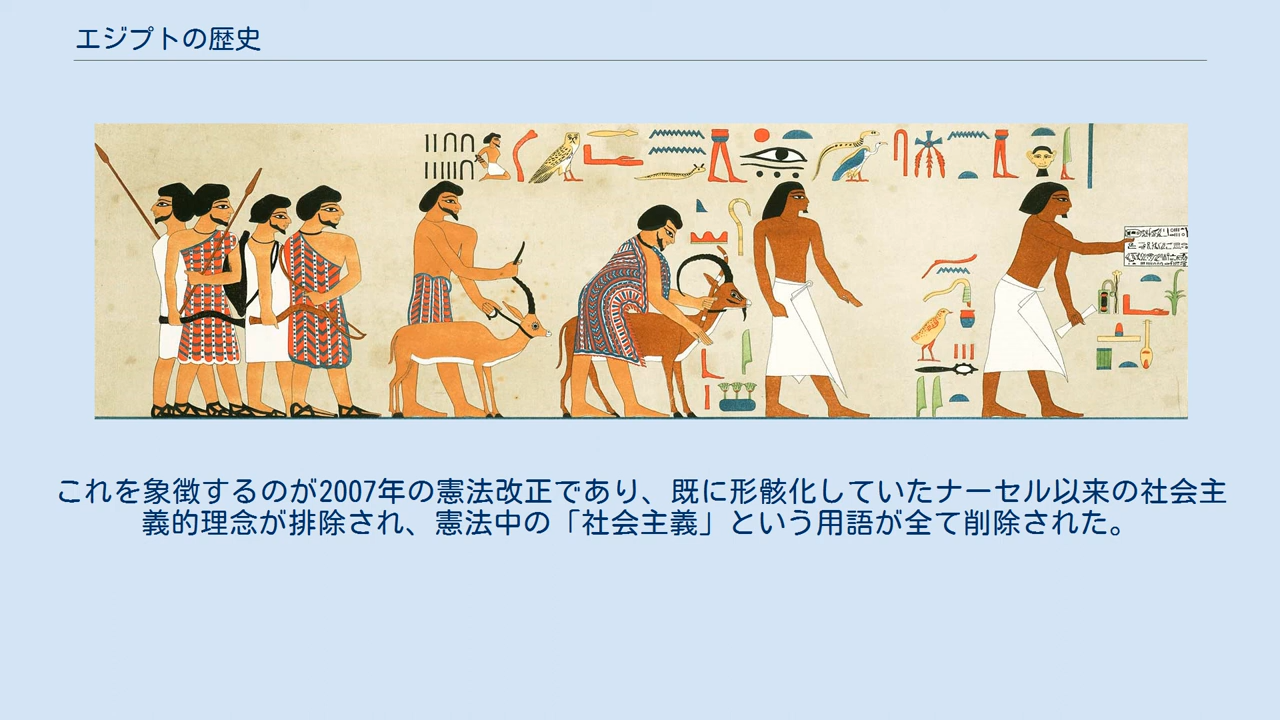 エジプトの歴史
これを象徴するのが2007年の憲法改正であり、既に形骸化していたナーセル以来の社会主
義的理念が排除され、憲法中の「社会主義」という用語が全て削除された。